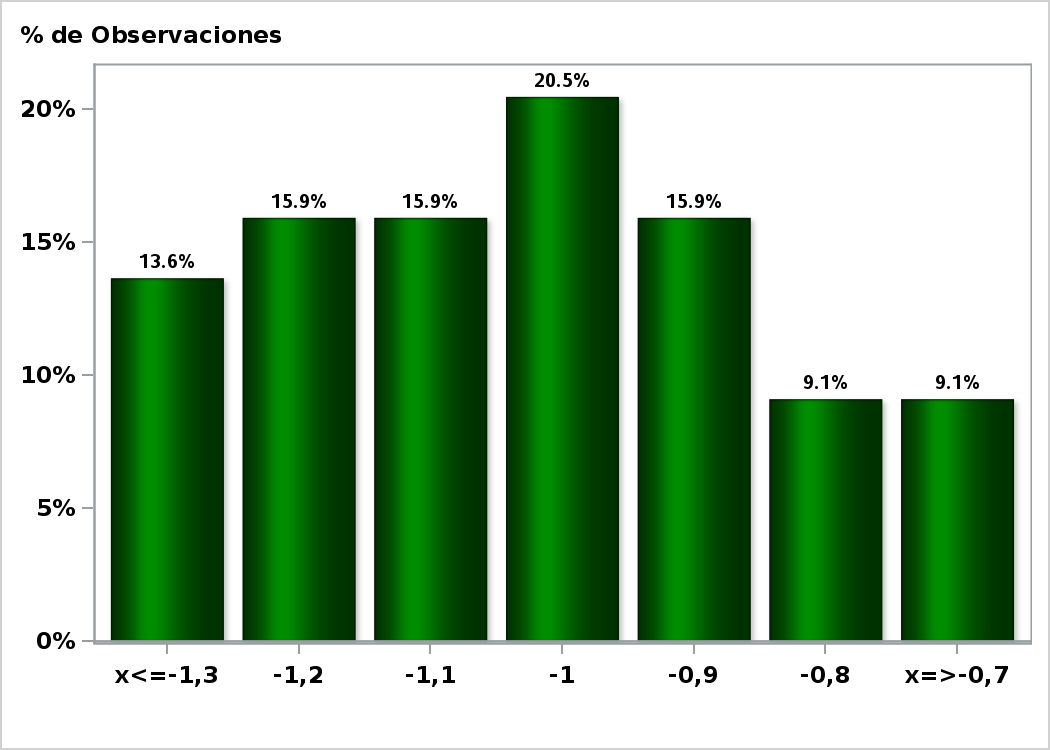 % de Observaciones
20.5%
20%
15.9% 15.9% 15.9%
15%
13.6%
10%
9.1% 9.1%
5%
0%
x<=-1,3 -1,2 -1,1 -1 -0,9 -0,8 x=>-0,7